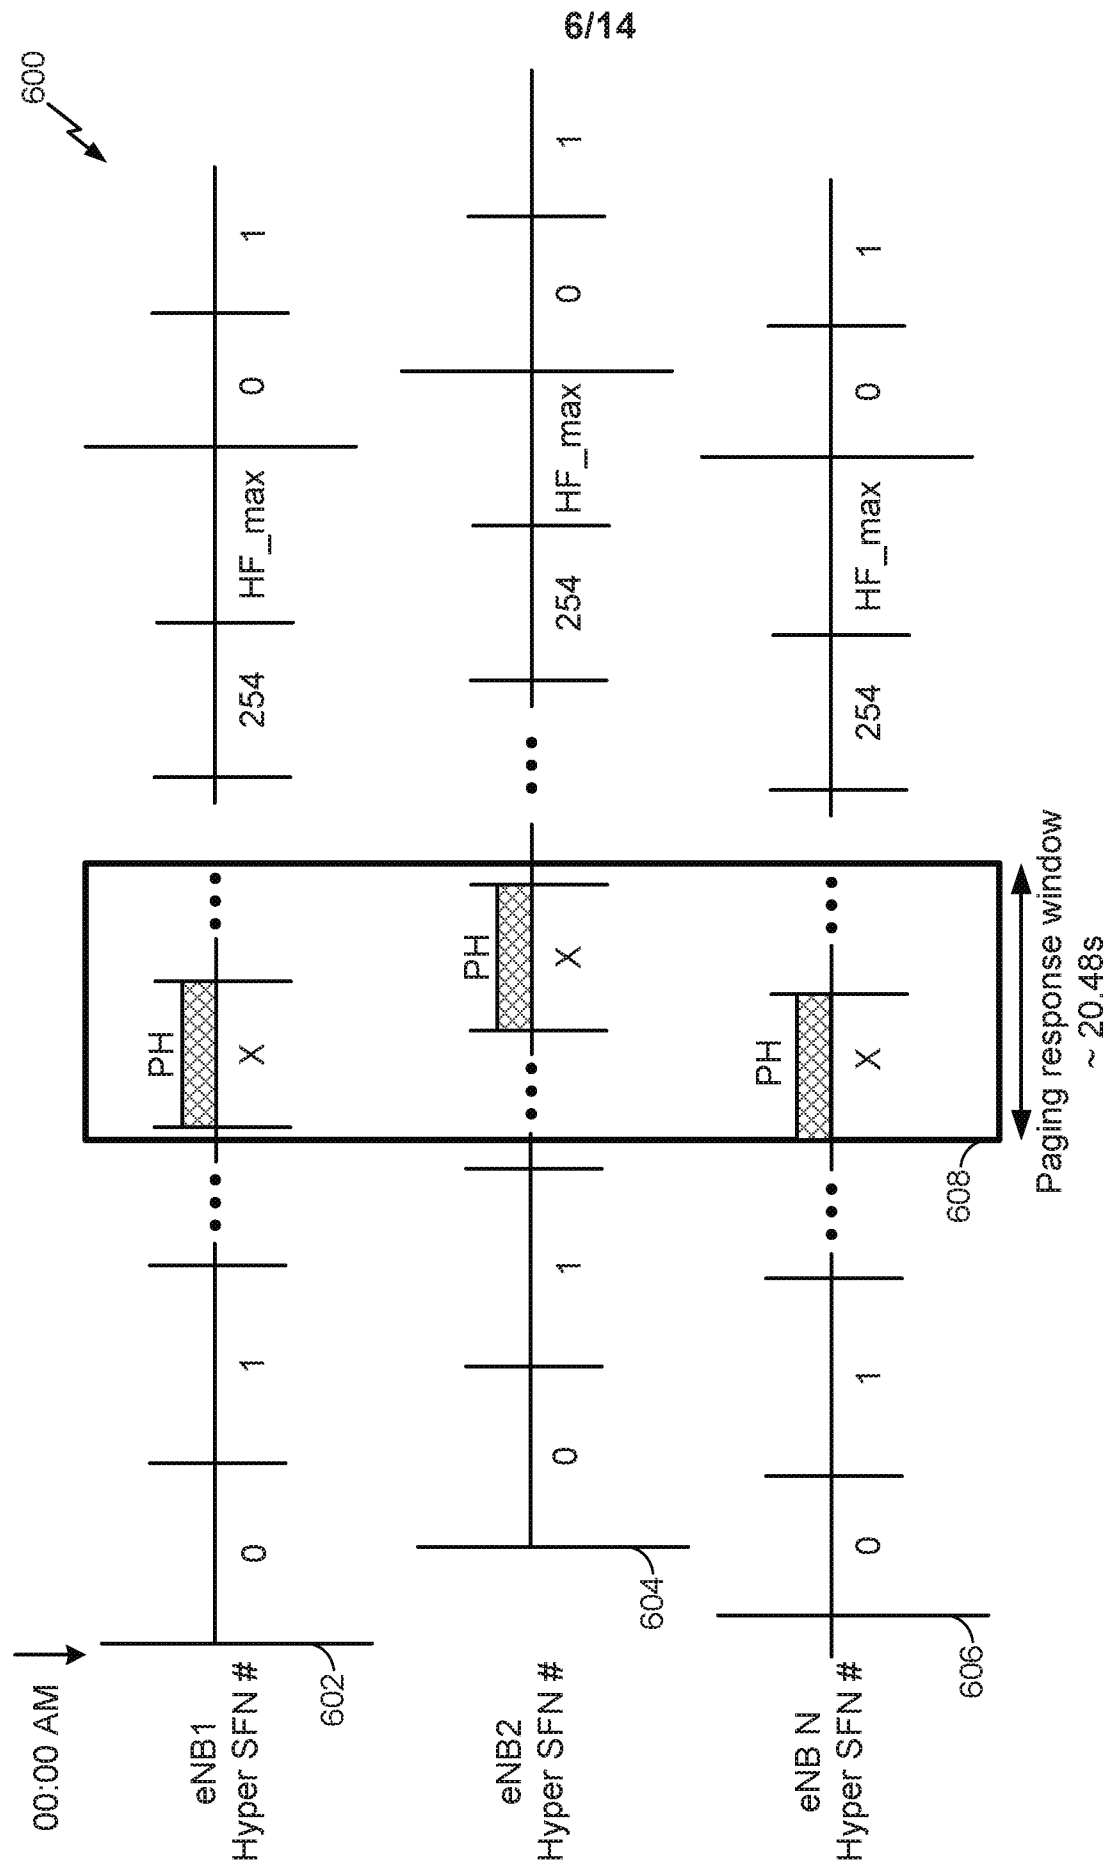 6/14
600
00:00 AM
eNB1
Hyper SFN #
602
0
1
PH
X
254
HF_max
0
1
eNB2
Hyper SFN #
604
0
1
PH
X
254
HF_max
0
1
eNB N
Hyper SFN #
606
0
1
PH
X
254
HF_max
0
1
608
Paging response window
~ 20.48s